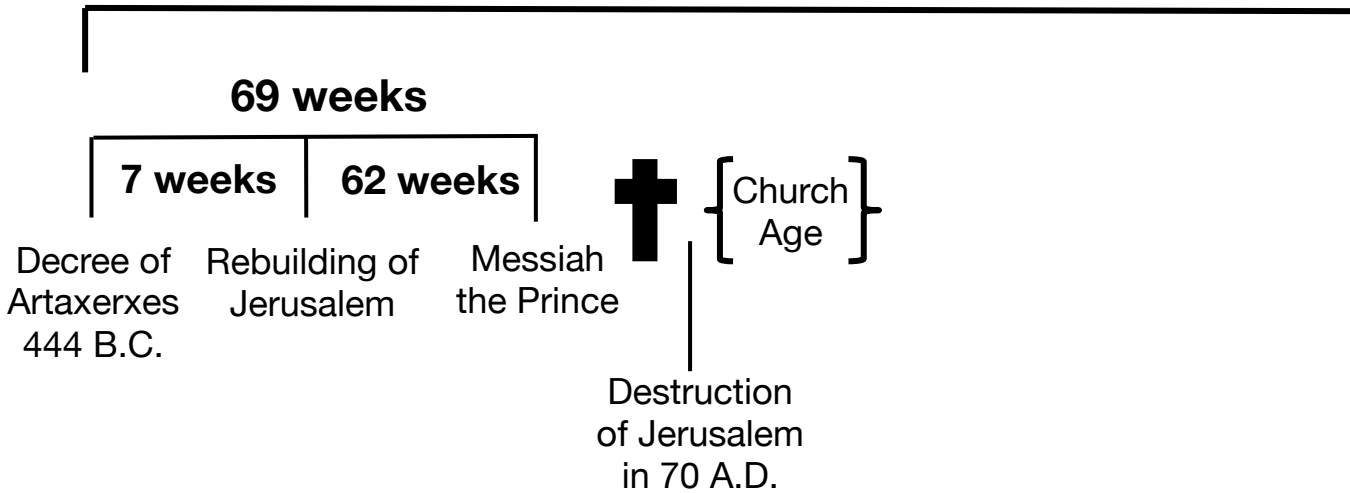 69 weeks
7 weeks
62 weeks
Decree of
Artaxerxes
444 B.C.
Rebuilding of
Jerusalem
Messiah
the Prince
Church
Age
Destruction
of Jerusalem
in 70 A.D.